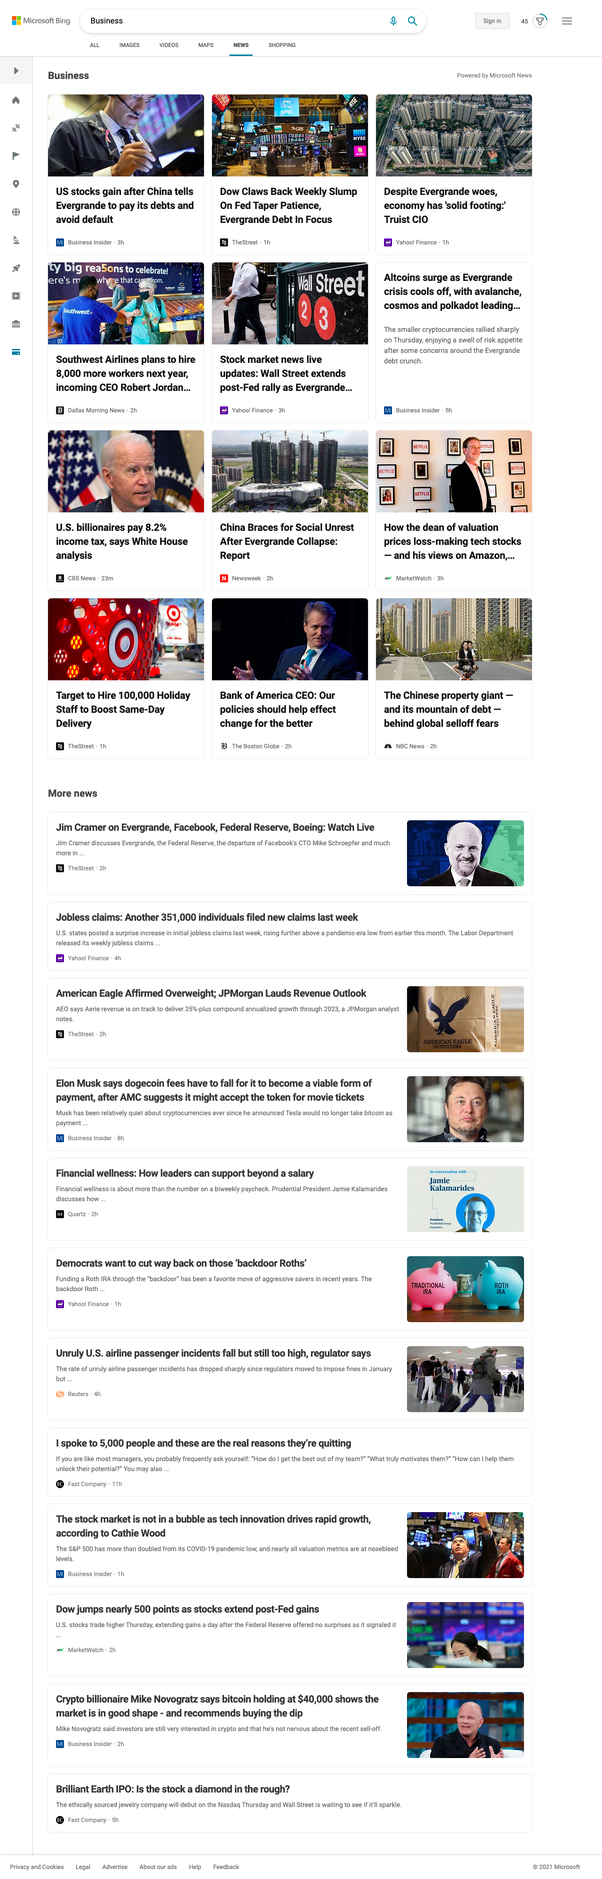 Microsoft Bing
Business
Sign in
45
ALL IMAGES VIDEOS MAPS NEWS SHOPPING
Business
Powered by Microsoft News
US stocks gain after China tells
Evergrande to pay its debts and
avoid default
Business Insider · 3h
Dow Claws Back Weekly Slump
On Fed Taper Patience,
Evergrande Debt In Focus
TheStreet · 1h
Despite Evergrande woes,
economy has 'solid footing:'
Truist CIO
Yahoo! Finance · 1h
ty big rea5ons to celebrate!
Southwest
Southwest Airlines plans to hire
8,000 more workers next year,
incoming CEO Robert Jordan...
Dallas Morning News · 2h
Wall Street
2 3
Stock market news live
updates: Wall Street extends
post-Fed rally as Evergrande...
Yahoo! Finance · 3h
Altcoins surge as Evergrande
crisis cools off, with avalanche,
cosmos and polkadot leading...
The smaller cryptocurrencies rallied sharply
on Thursday, enjoying a swell of risk appetite
after some concerns around the Evergrande
debt crunch.
Business Insider · 5h
U.S. billionaires pay 8.2%
income tax, says White House
analysis
CBS News · 23m
China Braces for Social Unrest
After Evergrande Collapse:
Report
Newsweek · 2h
NETFLIX
How the dean of valuation
prices loss-making tech stocks
— and his views on Amazon,...
MarketWatch · 3h
Target to Hire 100,000 Holiday
Staff to Boost Same-Day
Delivery
TheStreet · 1h
Bank of America CEO: Our
policies should help effect
change for the better
The Boston Globe · 2h
The Chinese property giant —
and its mountain of debt —
behind global selloff fears
NBC News · 2h
More news
Jim Cramer on Evergrande, Facebook, Federal Reserve, Boeing: Watch Live
Jim Cramer discusses Evergrande, the Federal Reserve, the departure of Facebook's CTO Mike Schroepfer and much
more in ...
TheStreet · 2h
Jobless claims: Another 351,000 individuals filed new claims last week
U.S. states posted a surprise increase in initial jobless claims last week, rising further above a pandemic-era low from earlier this month. The Labor Department
released its weekly jobless claims ...
Yahoo! Finance · 4h
American Eagle Affirmed Overweight; JPMorgan Lauds Revenue Outlook
AEO says Aerie revenue is on track to deliver 25%-plus compound annualized growth through 2023, a JPMorgan analyst
notes.
TheStreet · 2h
AMERICAN EAGLE
OUTFITTERS
Elon Musk says dogecoin fees have to fall for it to become a viable form of
payment, after AMC suggests it might accept the token for movie tickets
Musk has been relatively quiet about cryptocurrencies ever since he announced Tesla would no longer take bitcoin as
payment ...
Business Insider · 8h
Financial wellness: How leaders can support beyond a salary
Financial wellness is about more than the number on a biweekly paycheck. Prudential President Jamie Kalamarides
discusses how ...
Quartz · 2h
In conversation with
Jamie
Kalamarides
Democrats want to cut way back on those 'backdoor Roths'
Funding a Roth IRA through the "backdoor" has been a favorite move of aggressive savers in recent years. The
backdoor Roth ...
Yahoo! Finance · 1h
TRADITIONAL
IRA
ROTH
IRA
Unruly U.S. airline passenger incidents fall but still too high, regulator says
The rate of unruly airline passenger incidents has dropped sharply since regulators moved to impose fines in January
but ...
Reuters · 4h
I spoke to 5,000 people and these are the real reasons they're quitting
If you are like most managers, you probably frequently ask yourself: "How do I get the best out of my team?" "What truly motivates them?" "How can I help them
unlock their potential?" You may also ...
Fast Company · 11h
The stock market is not in a bubble as tech innovation drives rapid growth,
according to Cathie Wood
The S&P 500 has more than doubled from its COVID-19 pandemic low, and nearly all valuation metrics are at nosebleed
levels.
Business Insider · 1h
Dow jumps nearly 500 points as stocks extend post-Fed gains
U.S. stocks trade higher Thursday, extending gains a day after the Federal Reserve offered no surprises as it signaled it
...
MarketWatch · 2h
Crypto billionaire Mike Novogratz says bitcoin holding at $40,000 shows the
market is in good shape - and recommends buying the dip
Mike Novogratz said investors are still very interested in crypto and that he's not nervous about the recent sell-off.
Business Insider · 2h
Brilliant Earth IPO: Is the stock a diamond in the rough?
The ethically sourced jewelry company will debut on the Nasdaq Thursday and Wall Street is waiting to see if it'll sparkle.
Fast Company · 5h
Privacy and Cookies Legal Advertise About our ads Help Feedback
© 2021 Microsoft